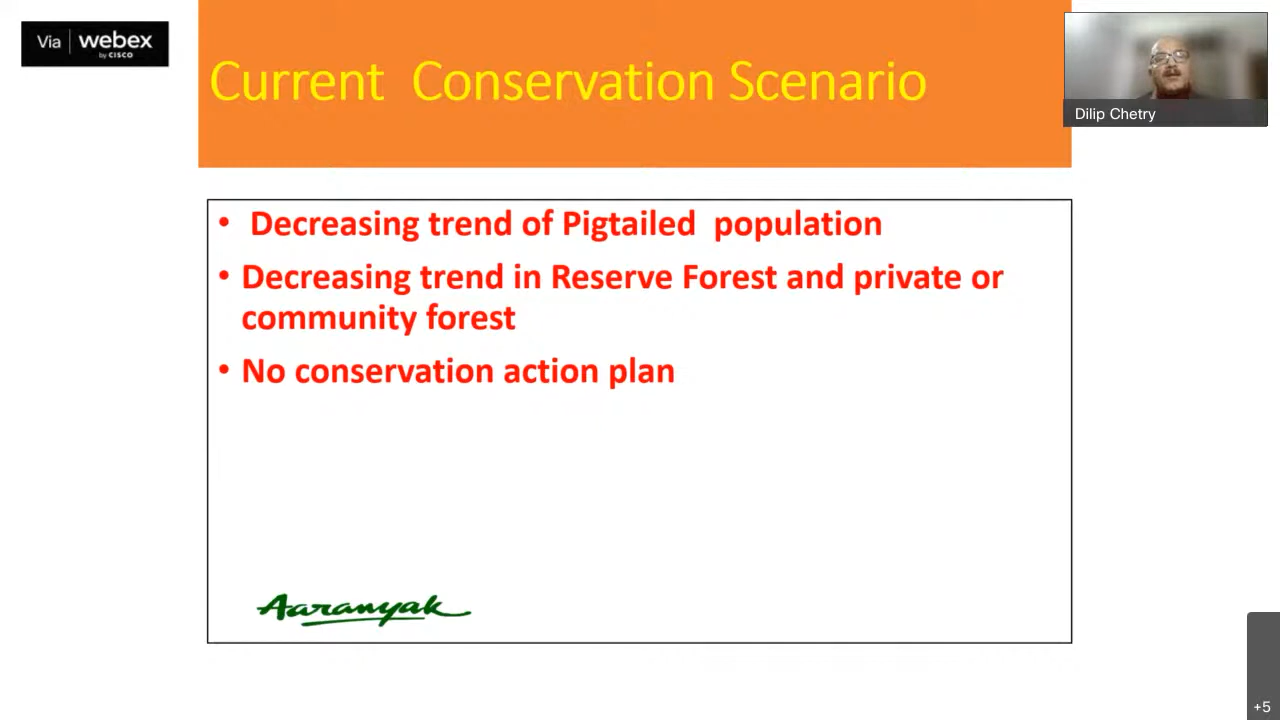 Via webex
by CISCO
Current Conservation Scenario
Dilip Chetry
• Decreasing trend of Pigtailed population
• Decreasing trend in Reserve Forest and private or
community forest
• No conservation action plan
Aaranyak
+5